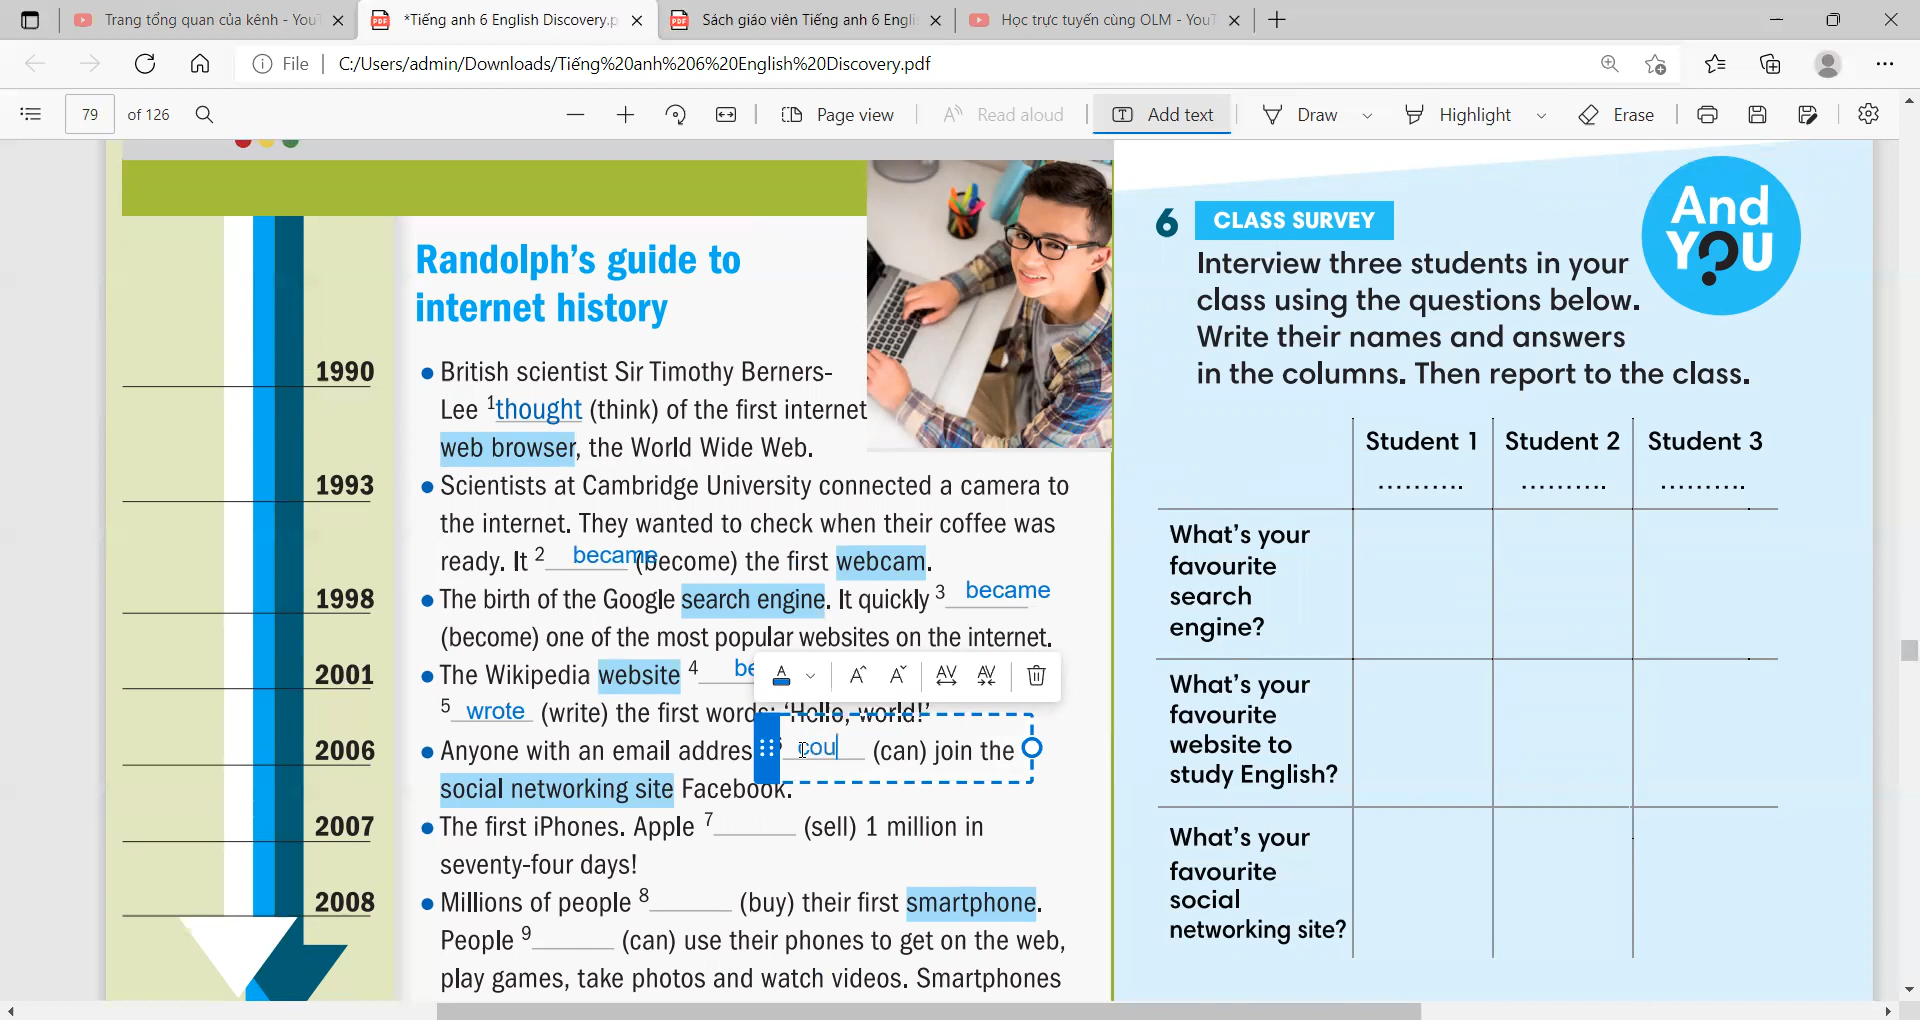 Trang tổng quan của kênh - YouT
*Tiếng anh 6 English Discovery.p
Sách giáo viên Tiếng anh 6 Engli
Học trực tuyến cùng OLM - YouT
File
C:/Users/admin/Downloads/Tiếng%20anh%206%20English%20Discovery.pdf
79
of 126
Page view
Read aloud
Add text
Draw
Highlight
Erase
Randolph's guide to
internet history
1990
British scientist Sir Timothy Berners-
Lee 1 thought (think) of the first internet
web browser, the World Wide Web.
1993
Scientists at Cambridge University connected a camera to
the internet. They wanted to check when their coffee was
ready. It 2 became (become) the first webcam.
1998
The birth of the Google search engine. It quickly 3 became
(become) one of the most popular websites on the internet.
2001
The Wikipedia website 4
5 wrote (write) the first words: 'Hello, world!'
2006
Anyone with an email address 6 cou (can) join the
social networking site Facebook.
2007
The first iPhones. Apple 7 ______ (sell) 1 million in
seventy-four days!
2008
Millions of people 8 ______ (buy) their first smartphone.
People 9 ______ (can) use their phones to get on the web,
play games, take photos and watch videos. Smartphones
And
YOU
6 CLASS SURVEY
Interview three students in your
class using the questions below.
Write their names and answers
in the columns. Then report to the class.
Student 1 Student 2 Student 3
.......... .......... ..........
What's your
favourite
search
engine?
What's your
favourite
website to
study English?
What's your
favourite
social
networking site?